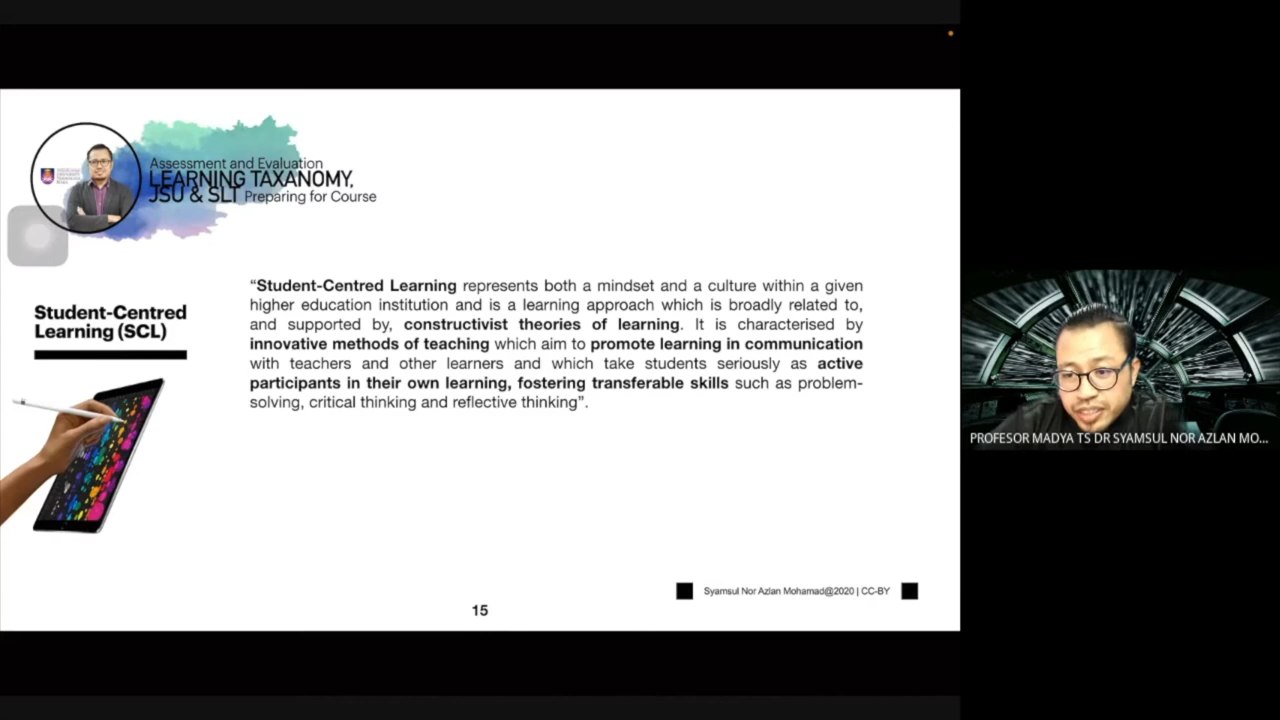 Assessment and Evaluation
LEARNING TAXANOMY,
JSU & SLT Preparing for Course
Student-Centred
Learning (SCL)
“Student-Centred Learning represents both a mindset and a culture within a given
higher education institution and is a learning approach which is broadly related to,
and supported by, constructivist theories of learning. It is characterised by
innovative methods of teaching which aim to promote learning in communication
with teachers and other learners and which take students seriously as active
participants in their own learning, fostering transferable skills such as problem-
solving, critical thinking and reflective thinking”.
Syamsul Nor Azlan Mohamad@2020 | CC-BY
15
PROFESOR MADYA TS DR SYAMSUL NOR AZLAN MO...